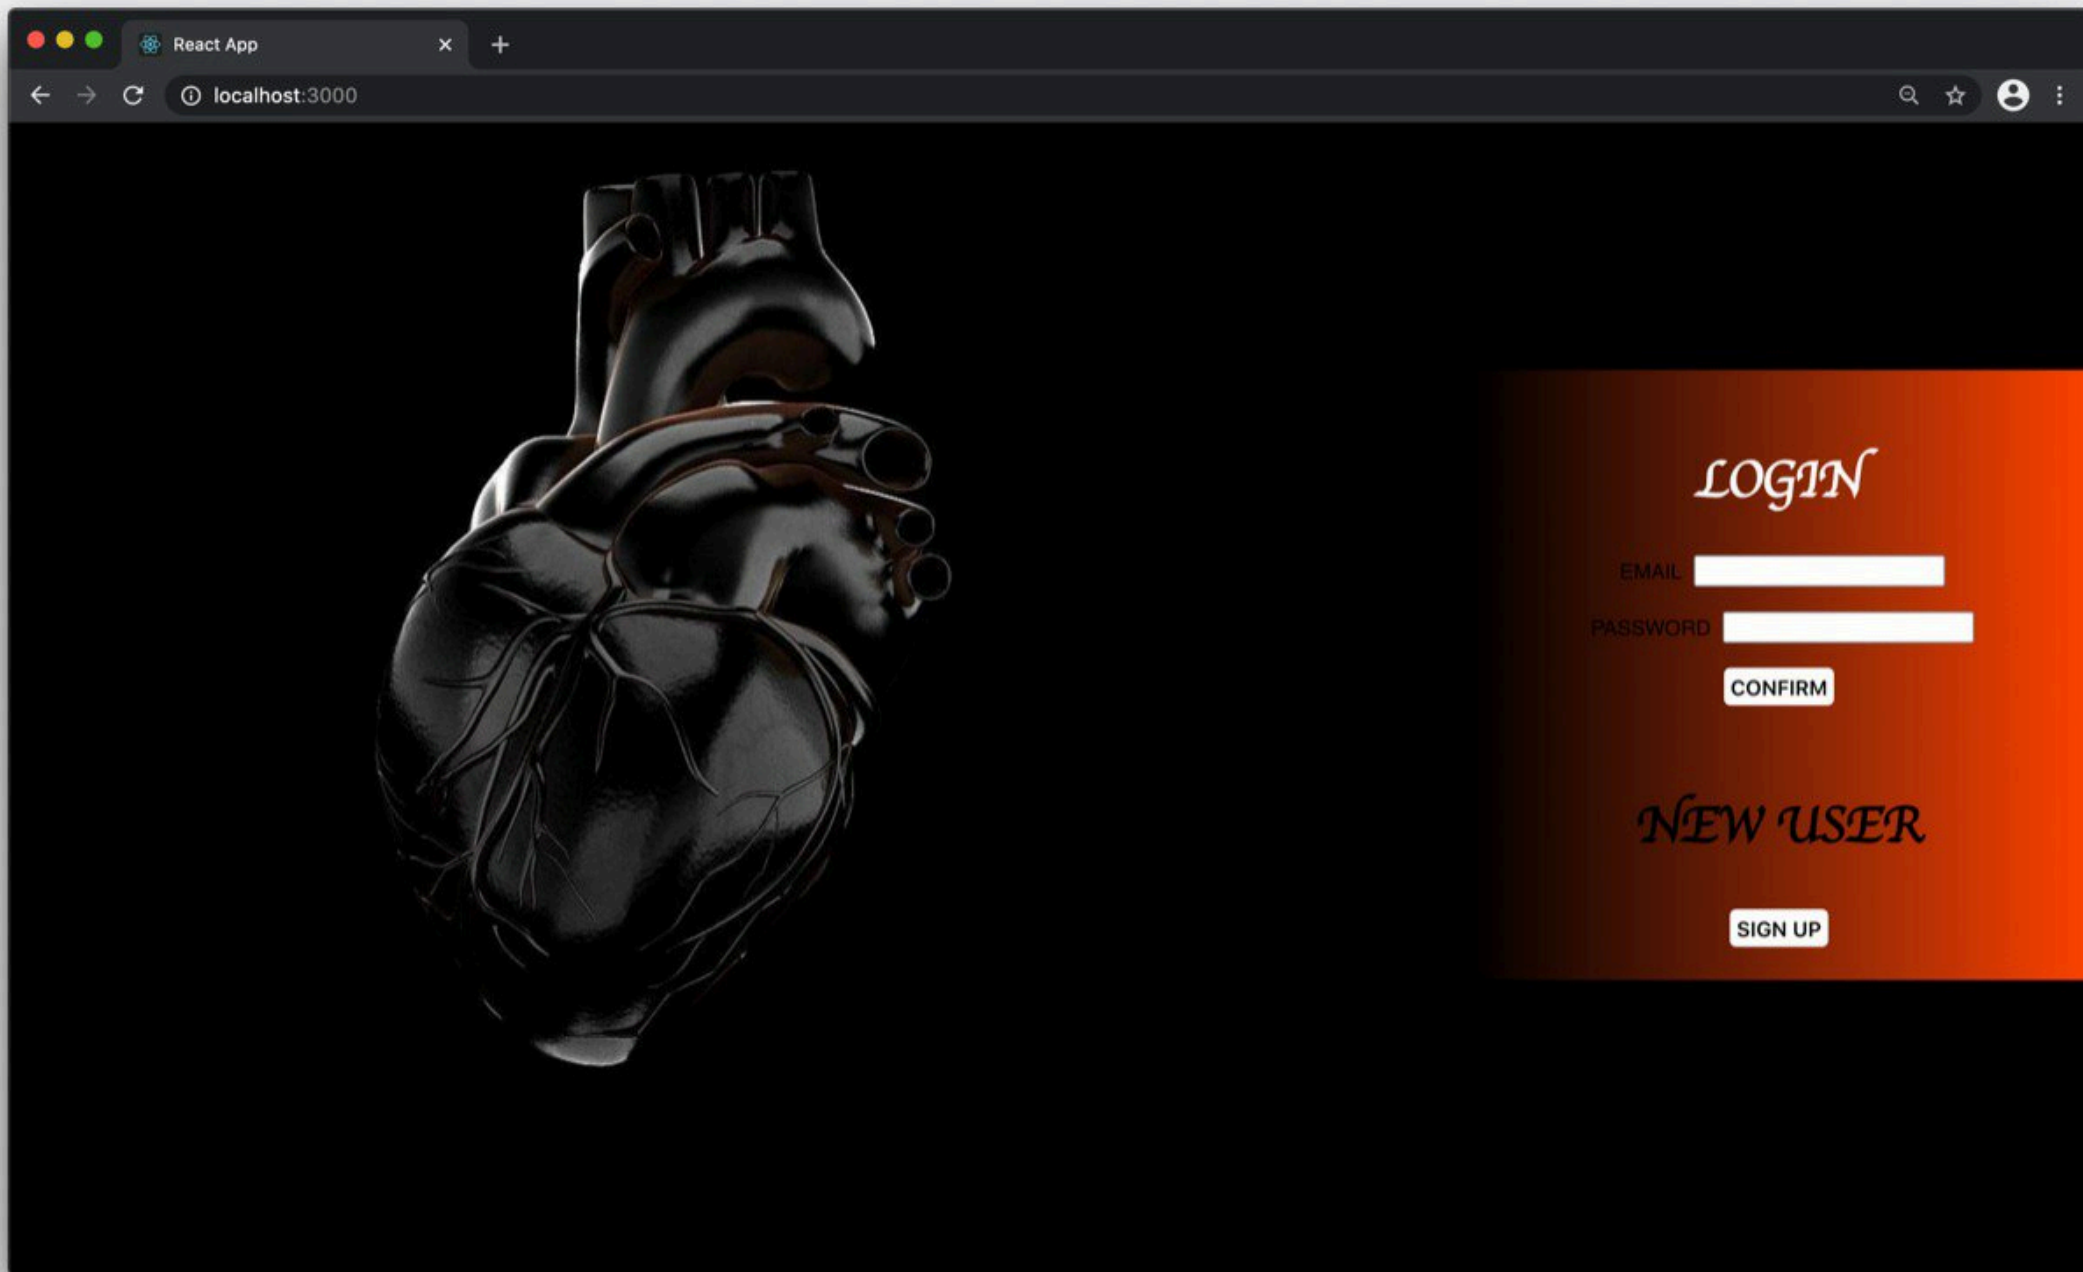 React App
localhost:3000
LOGIN
EMAIL
PASSWORD
CONFIRM
NEW USER
SIGN UP